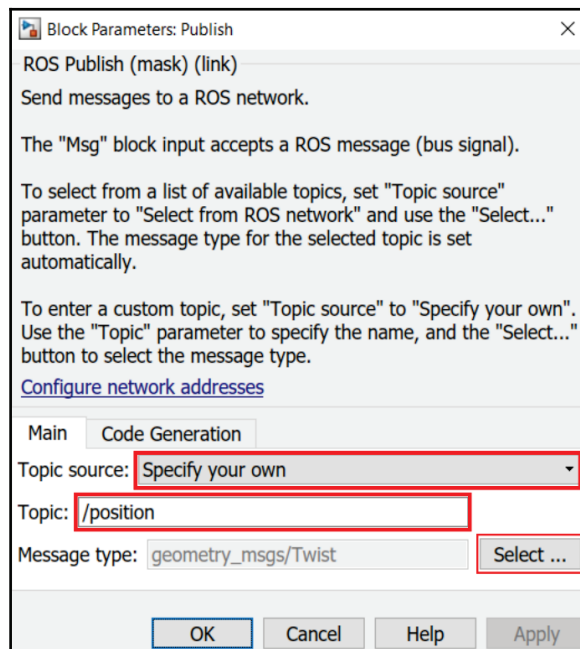 Block Parameters: Publish
ROS Publish (mask) (link)
Send messages to a ROS network.
The "Msg" block input accepts a ROS message (bus signal).
To select from a list of available topics, set "Topic source"
parameter to "Select from ROS network" and use the "Select..."
button. The message type for the selected topic is set
automatically.
To enter a custom topic, set "Topic source" to "Specify your own".
Use the "Topic" parameter to specify the name, and the "Select..."
button to select the message type.
Configure network addresses
Main Code Generation
Topic source: Specify your own
Topic: /position
Message type: geometry_msgs/Twist Select ...
OK Cancel Help Apply